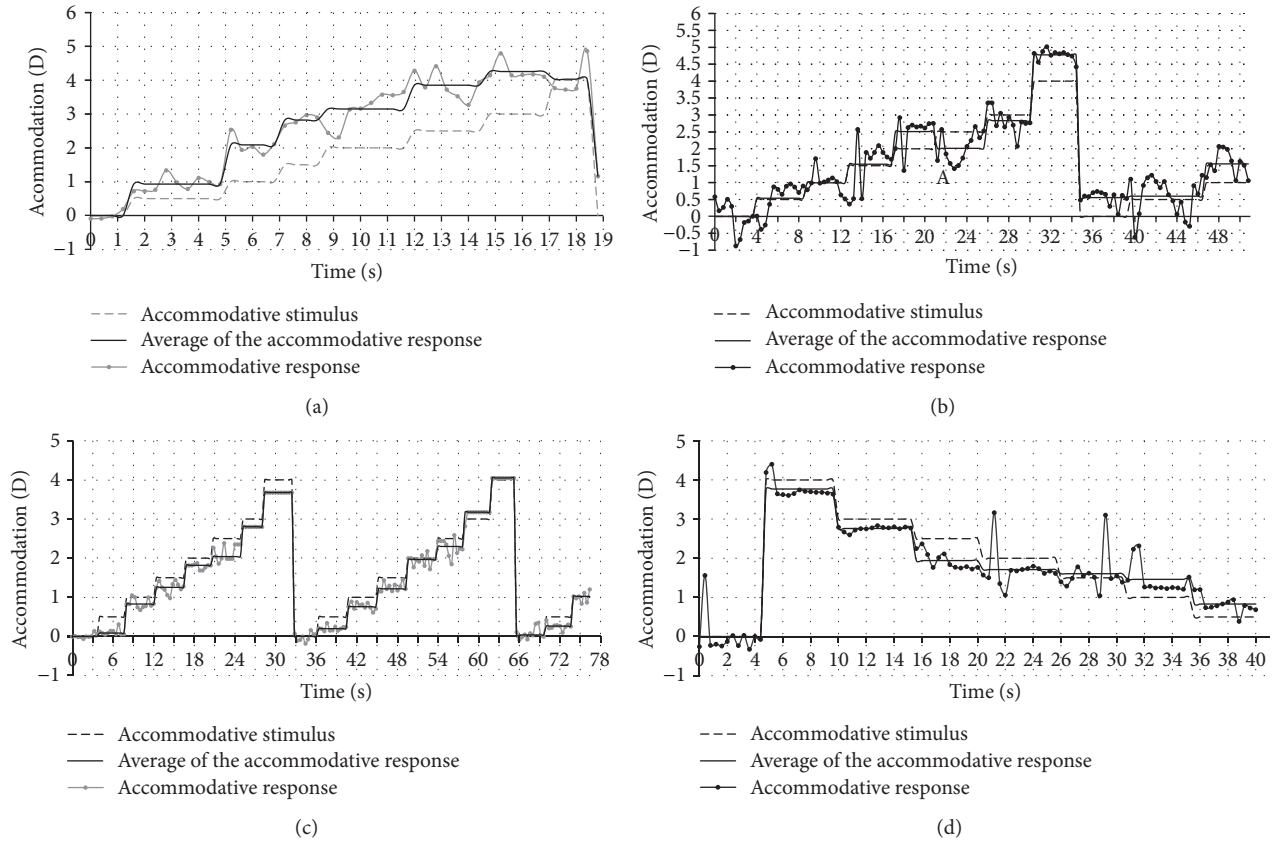 6
5
4
3
2
1
0
−1
Accommodation (D)
0 1 2 3 4 5 6 7 8 9 10 11 12 13 14 15 16 17 18 19
Time (s)
Accommodative stimulus
Average of the accommodative response
Accommodative response
(a)
6
5.5
5
4.5
4
3.5
3
2.5
2
1.5
1
0.5
0
−0.5
−1
Accommodation (D)
A
0 4 8 12 16 20 24 28 32 36 40 44 48
Time (s)
Accommodative stimulus
Average of the accommodative response
Accommodative response
(b)
5
4
3
2
1
0
−1
Accommodation (D)
0 6 12 18 24 30 36 42 48 54 60 66 72 78
Time (s)
Accommodative stimulus
Average of the accommodative response
Accommodative response
(c)
5
4
3
2
1
0
1
Accommodation (D)
0 2 4 6 8 10 12 14 16 18 20 22 24 26 28 30 32 34 36 38 40
Time (s)
Accommodative stimulus
Average of the accommodative response
Accommodative response
(d)